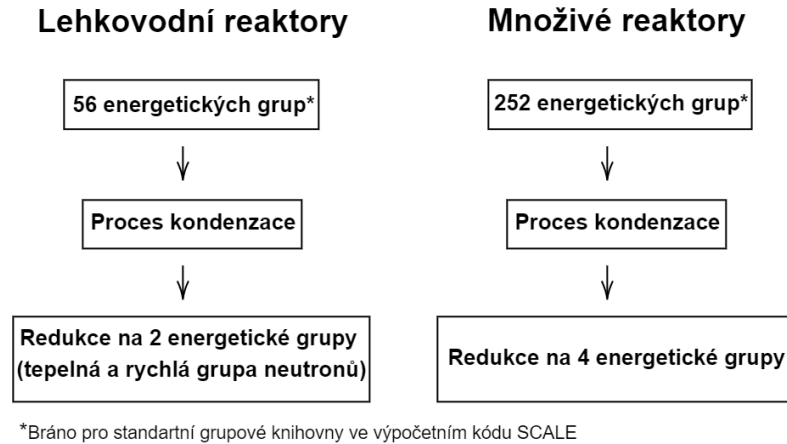 Lehkovodní reaktory
56 energetických grup*
Proces kondenzace
Redukce na 2 energetické grupy
(tepelná a rychlá grupa neutronů)
Množivé reaktory
252 energetických grup*
Proces kondenzace
Redukce na 4 energetické grupy
*Bráno pro standartní grupové knihovny ve výpočetním kódu SCALE